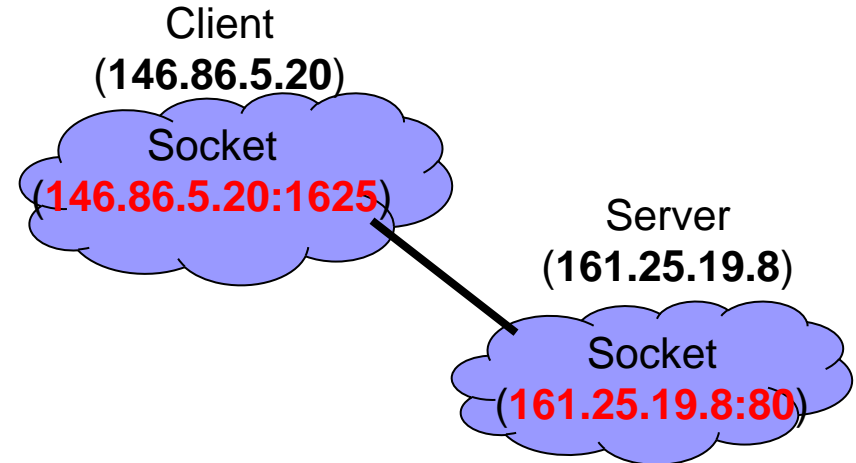 Client
(146.86.5.20)
Socket
(146.86.5.20:1625)
Server
(161.25.19.8)
Socket
(161.25.19.8:80)